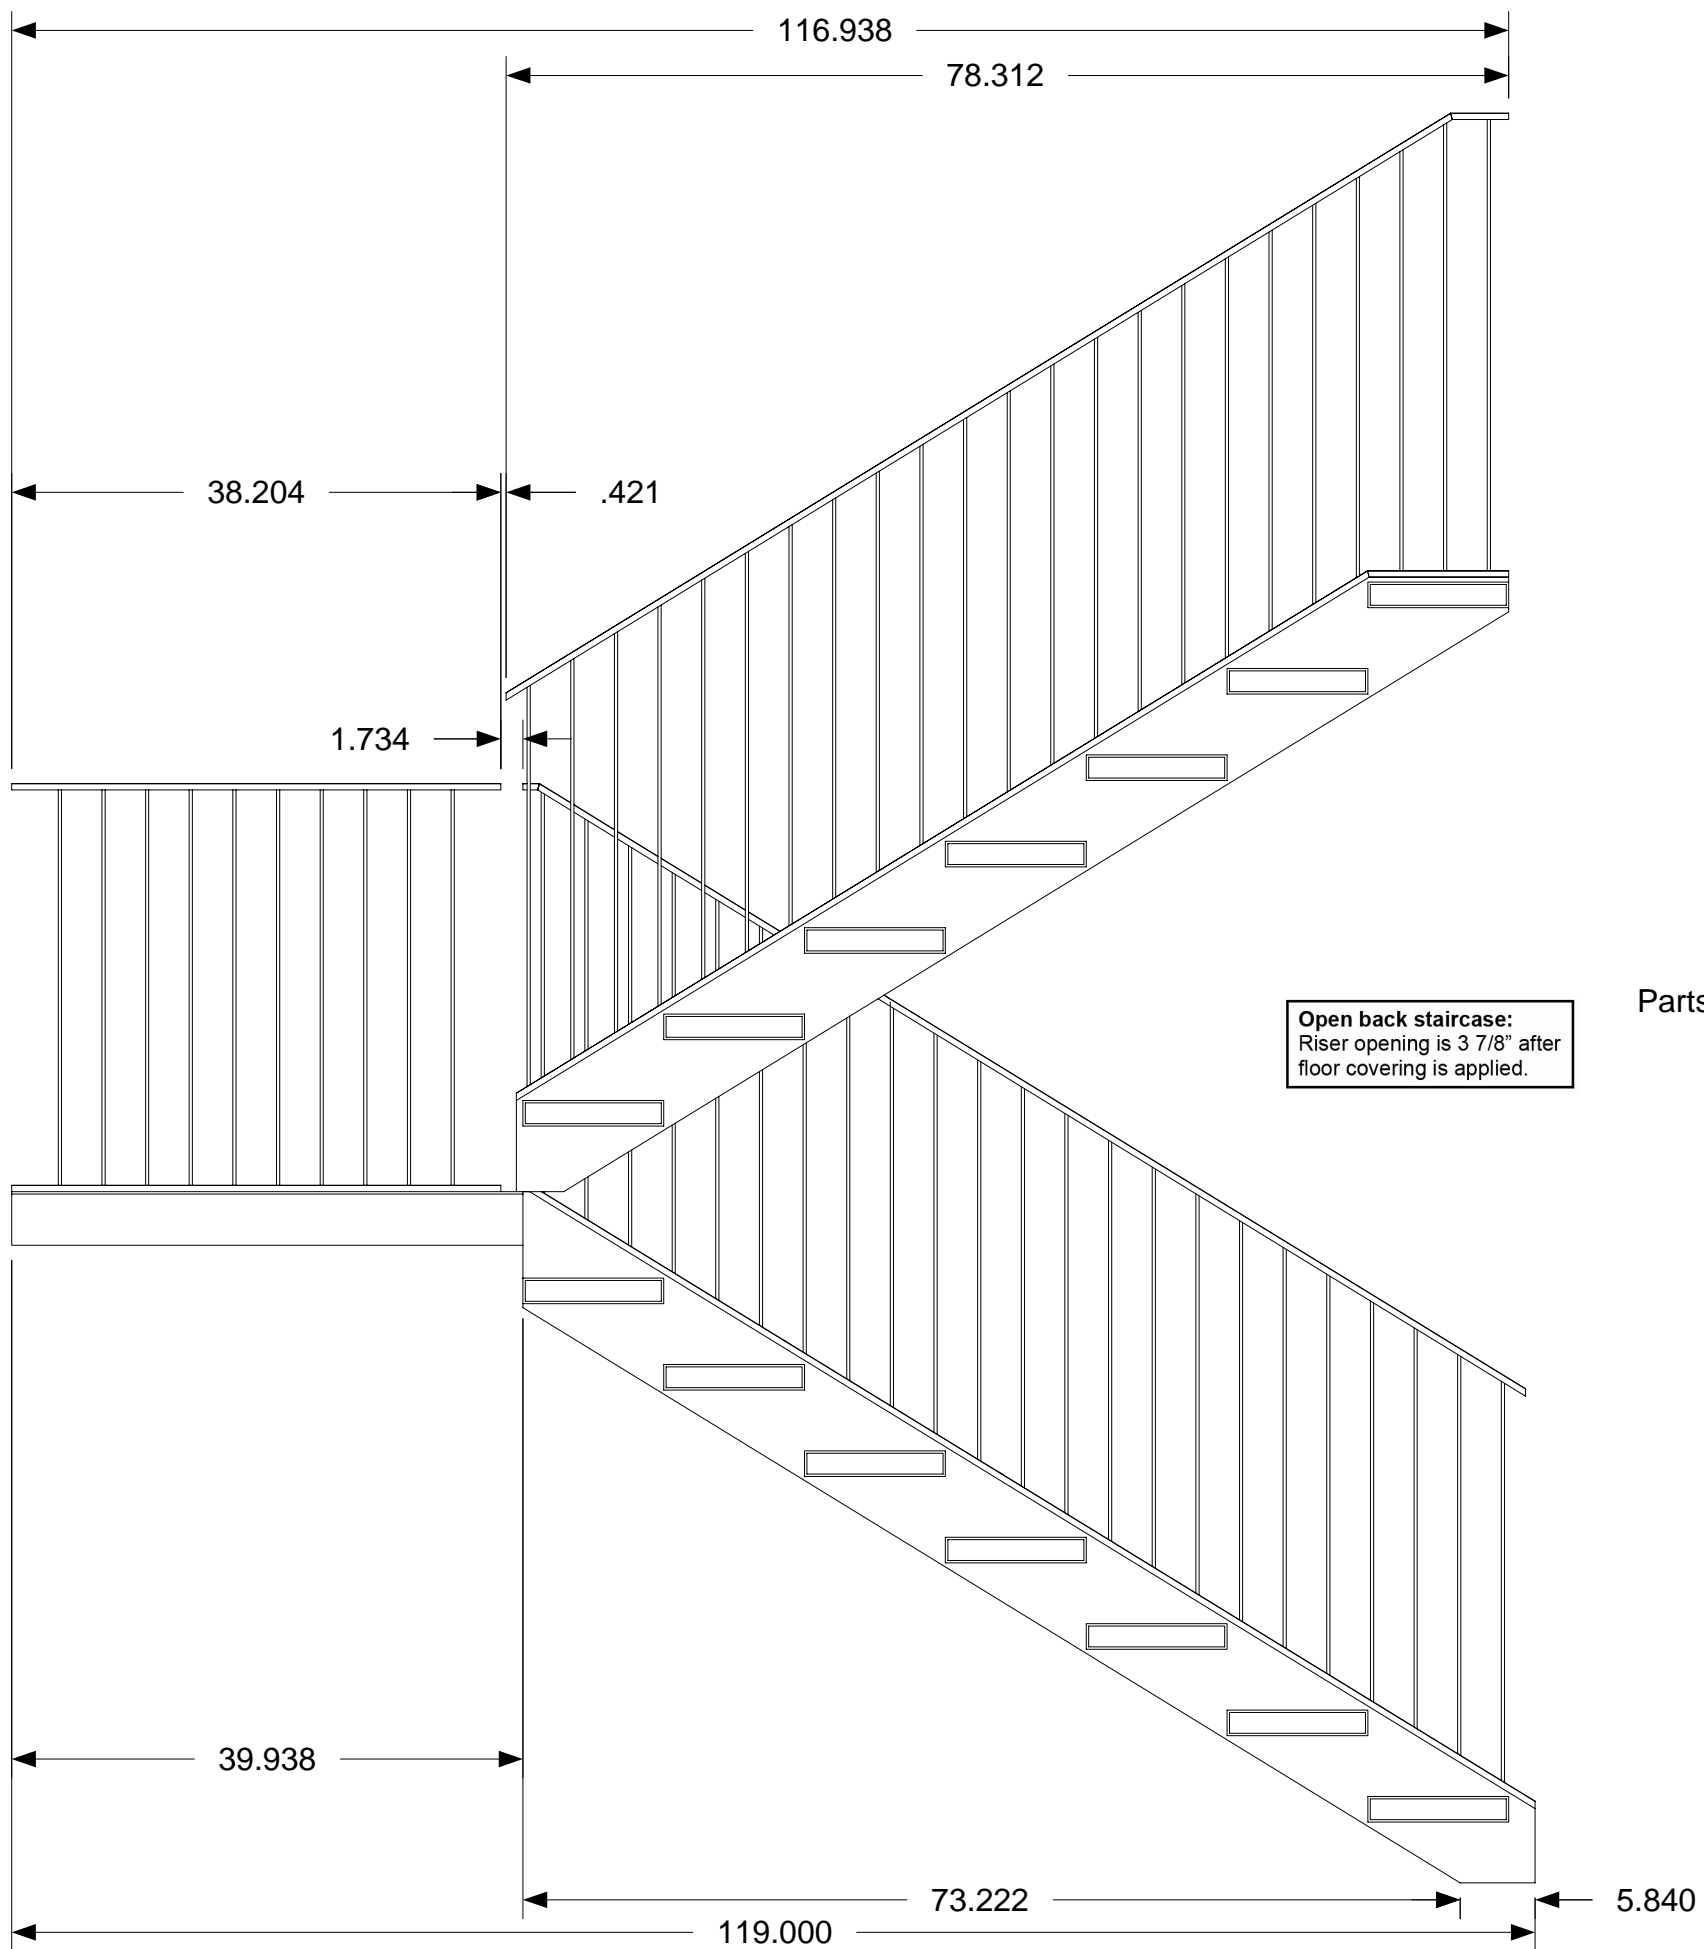 116.938
78.312
38.204
.421
1.734
Parts
Open back staircase:
Riser opening is 3 7/8” after
floor covering is applied.
39.938
73.222
5.840
119.000